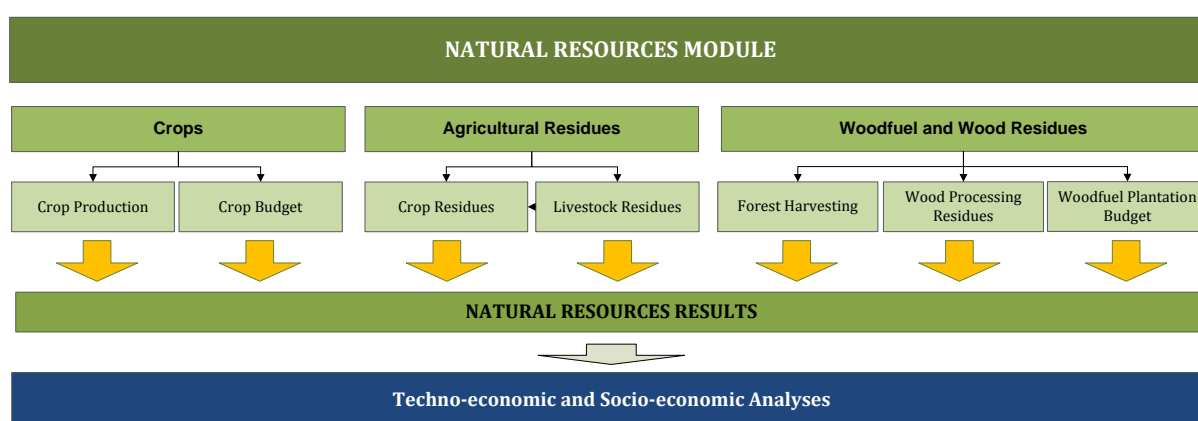 NATURAL RESOURCES MODULE
Crops
Agricultural Residues
Woodfuel and Wood Residues
Crop Production
Crop Budget
Crop Residues
Livestock Residues
Forest Harvesting
Wood Processing
Residues
Woodfuel Plantation
Budget
NATURAL RESOURCES RESULTS
Techno-economic and Socio-economic Analyses